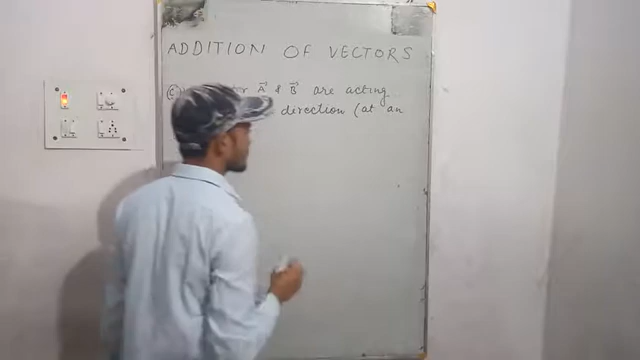 ADDITION OF VECTORS
(c) A⃗ & B⃗ are acting
direction (at an